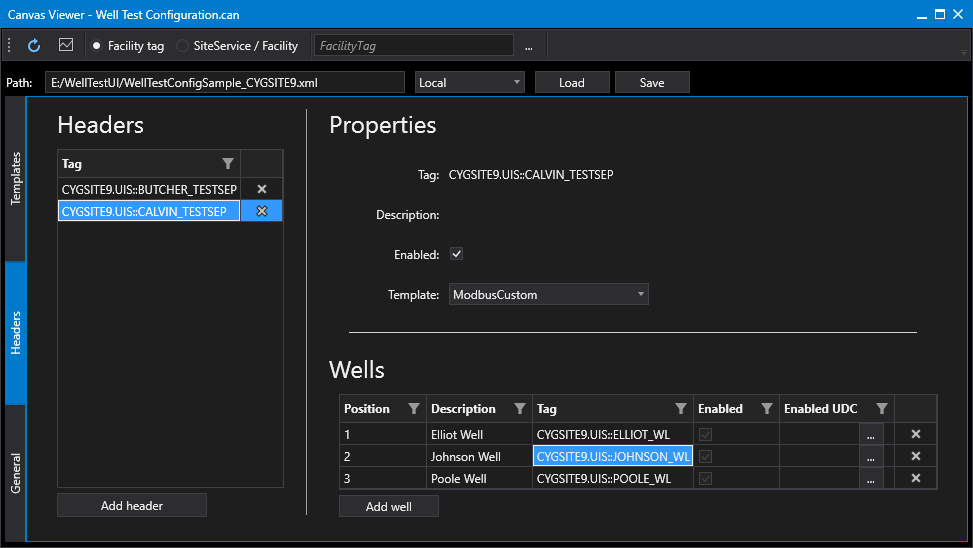 Canvas Viewer - Well Test Configuration.can
Facility tag SiteService / Facility FacilityTag ...
Path: E:/WellTestUI/WellTestConfigSample_CYGSITE9.xml Local Load Save
Templates
Headers
General
Headers
Tag
CYGSITE9.UIS::BUTCHER_TESTSEP
CYGSITE9.UIS::CALVIN_TESTSEP
Add header
Properties
Tag: CYGSITE9.UIS::CALVIN_TESTSEP
Description:
Enabled:
Template: ModbusCustom
Wells
Position Description Tag Enabled Enabled UDC
1 Elliot Well CYGSITE9.UIS::ELLIOT_WL ...
2 Johnson Well CYGSITE9.UIS::JOHNSON_WL ...
3 Poole Well CYGSITE9.UIS::POOLE_WL ...
Add well